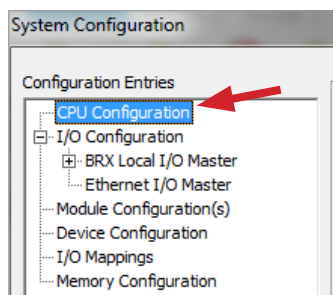 System Configuration
Configuration Entries
CPU Configuration
I/O Configuration
BRX Local I/O Master
Ethernet I/O Master
Module Configuration(s)
Device Configuration
I/O Mappings
Memory Configuration